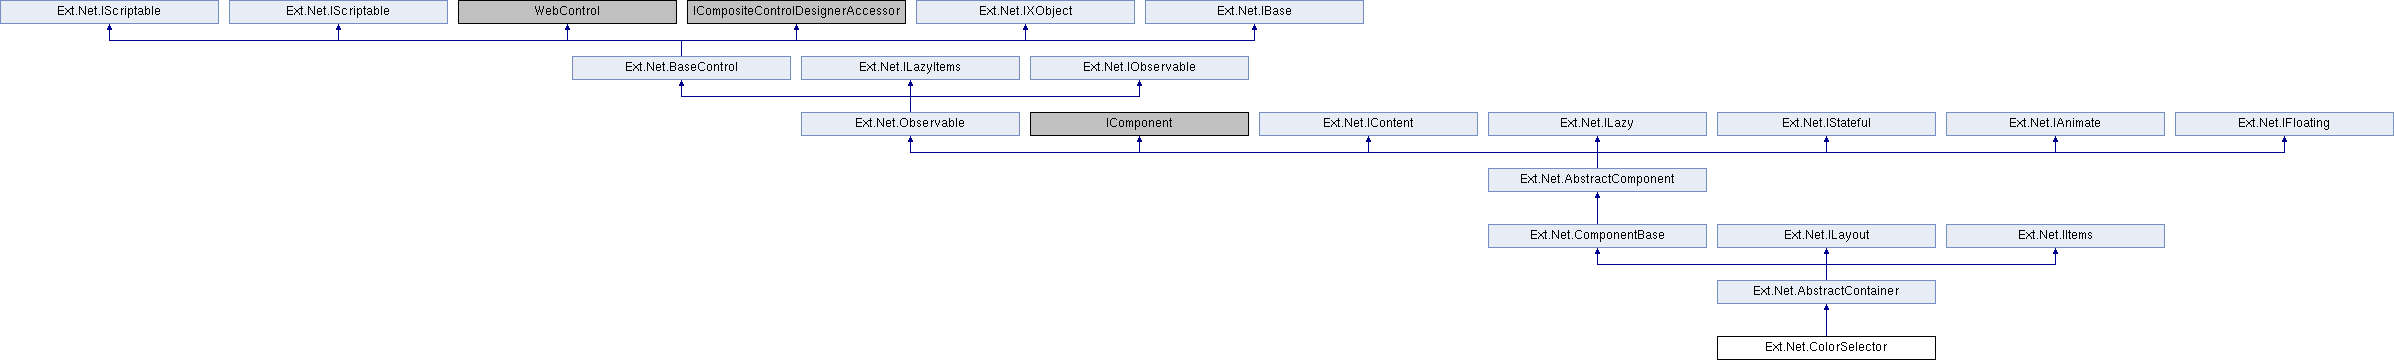 Ext.Net.IScriptable
Ext.Net.IScriptable
WebControl
ICompositeControlDesignerAccessor
Ext.Net.IXObject
Ext.Net.IBase
Ext.Net.BaseControl
Ext.Net.ILazyItems
Ext.Net.IObservable
Ext.Net.Observable
IComponent
Ext.Net.IContent
Ext.Net.ILazy
Ext.Net.IStateful
Ext.Net.IAnimate
Ext.Net.IFloating
Ext.Net.AbstractComponent
Ext.Net.ComponentBase
Ext.Net.ILayout
Ext.Net.IItems
Ext.Net.AbstractContainer
Ext.Net.ColorSelector